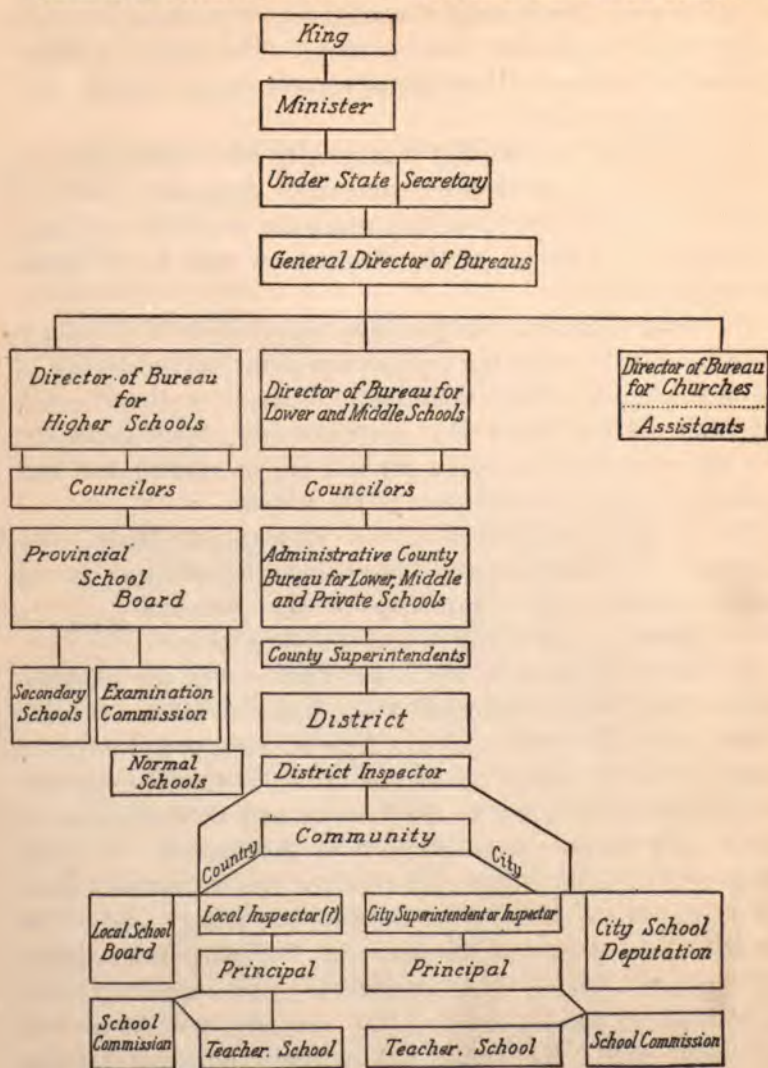 King
Minister
Under State Secretary
General Director of Bureaus
Director of Bureau
for
Higher Schools
Director of Bureau for
Lower and Middle Schools
Director of Bureau
for Churches
Assistants
Councilors
Councilors
Provincial
School
Board
Administrative County
Bureau for Lower, Middle
and Private Schools
County Superintendents
Secondary
Schools
Examination
Commission
Normal
Schools
District
District Inspector
Community
Country
City
Local School
Board
Local Inspector (?)
City Superintendent or Inspector
City School
Deputation
Principal
Principal
School
Commission
Teacher. School
Teacher. School
School Commission